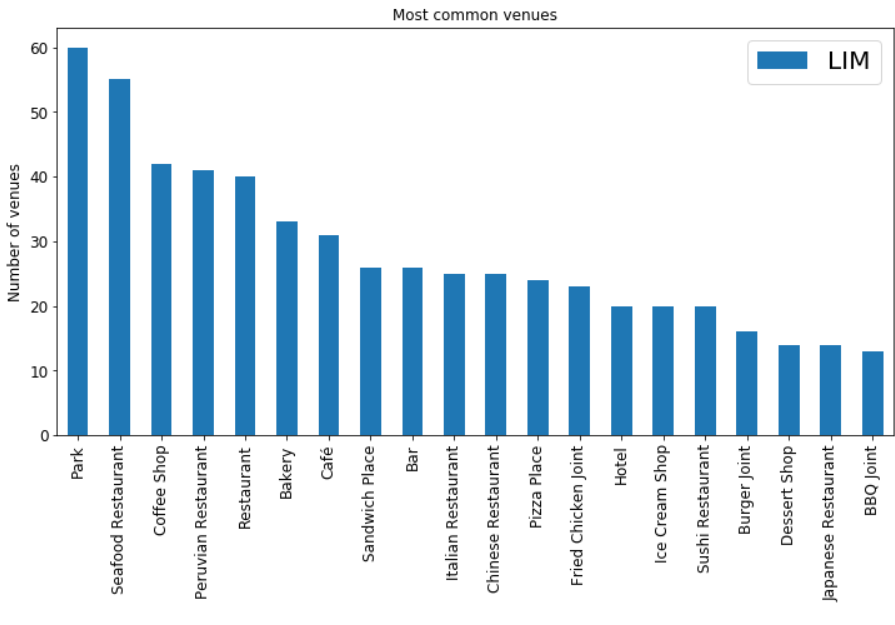 Most common venues
LIM
Number of venues
60
50
40
30
20
10
0
Park
Seafood Restaurant
Coffee Shop
Peruvian Restaurant
Restaurant
Bakery
Café
Sandwich Place
Bar
Italian Restaurant
Chinese Restaurant
Pizza Place
Fried Chicken Joint
Hotel
Ice Cream Shop
Sushi Restaurant
Burger Joint
Dessert Shop
Japanese Restaurant
BBQ Joint